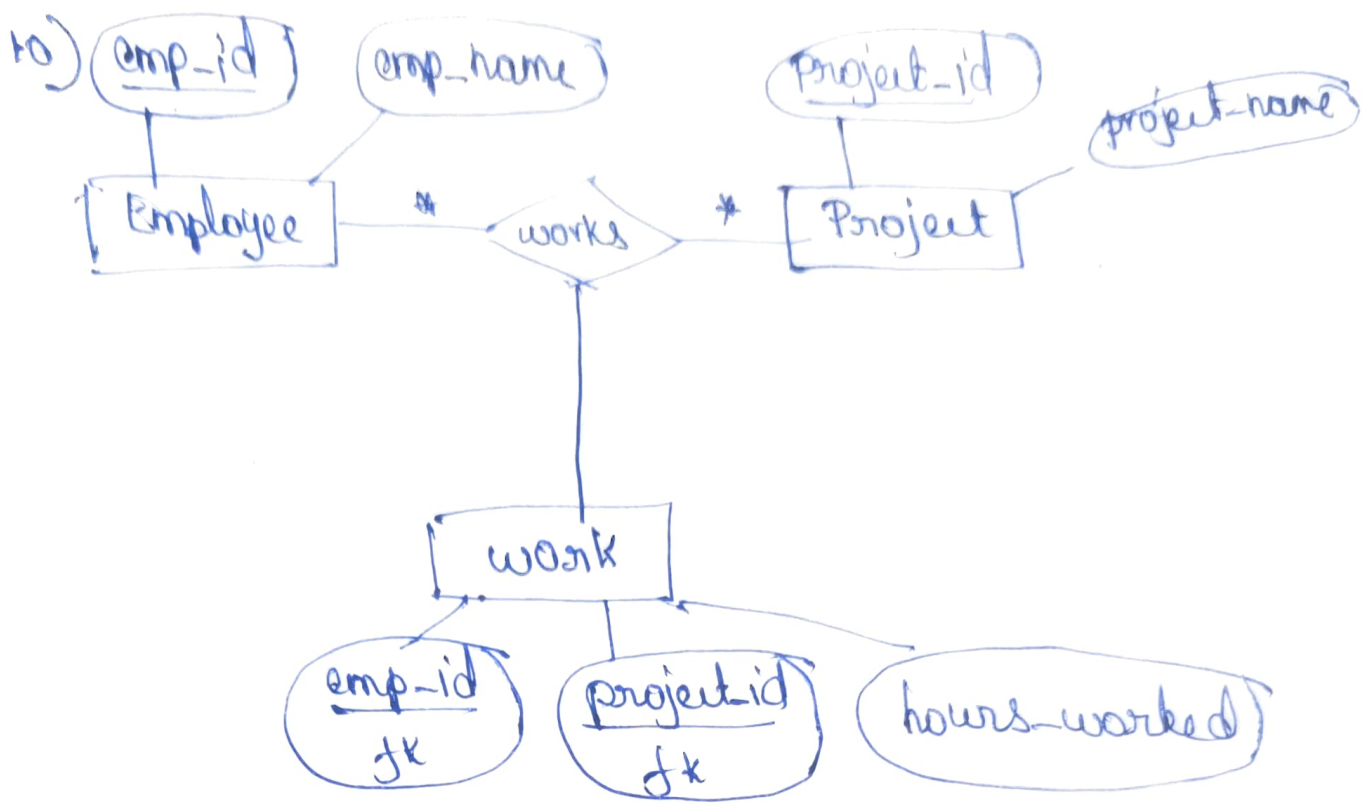 10)
emp_id
emp_name
project_id
project_name
Employee
*
works
*
Project
work
emp_id
fk
project_id
fk
hours_worked